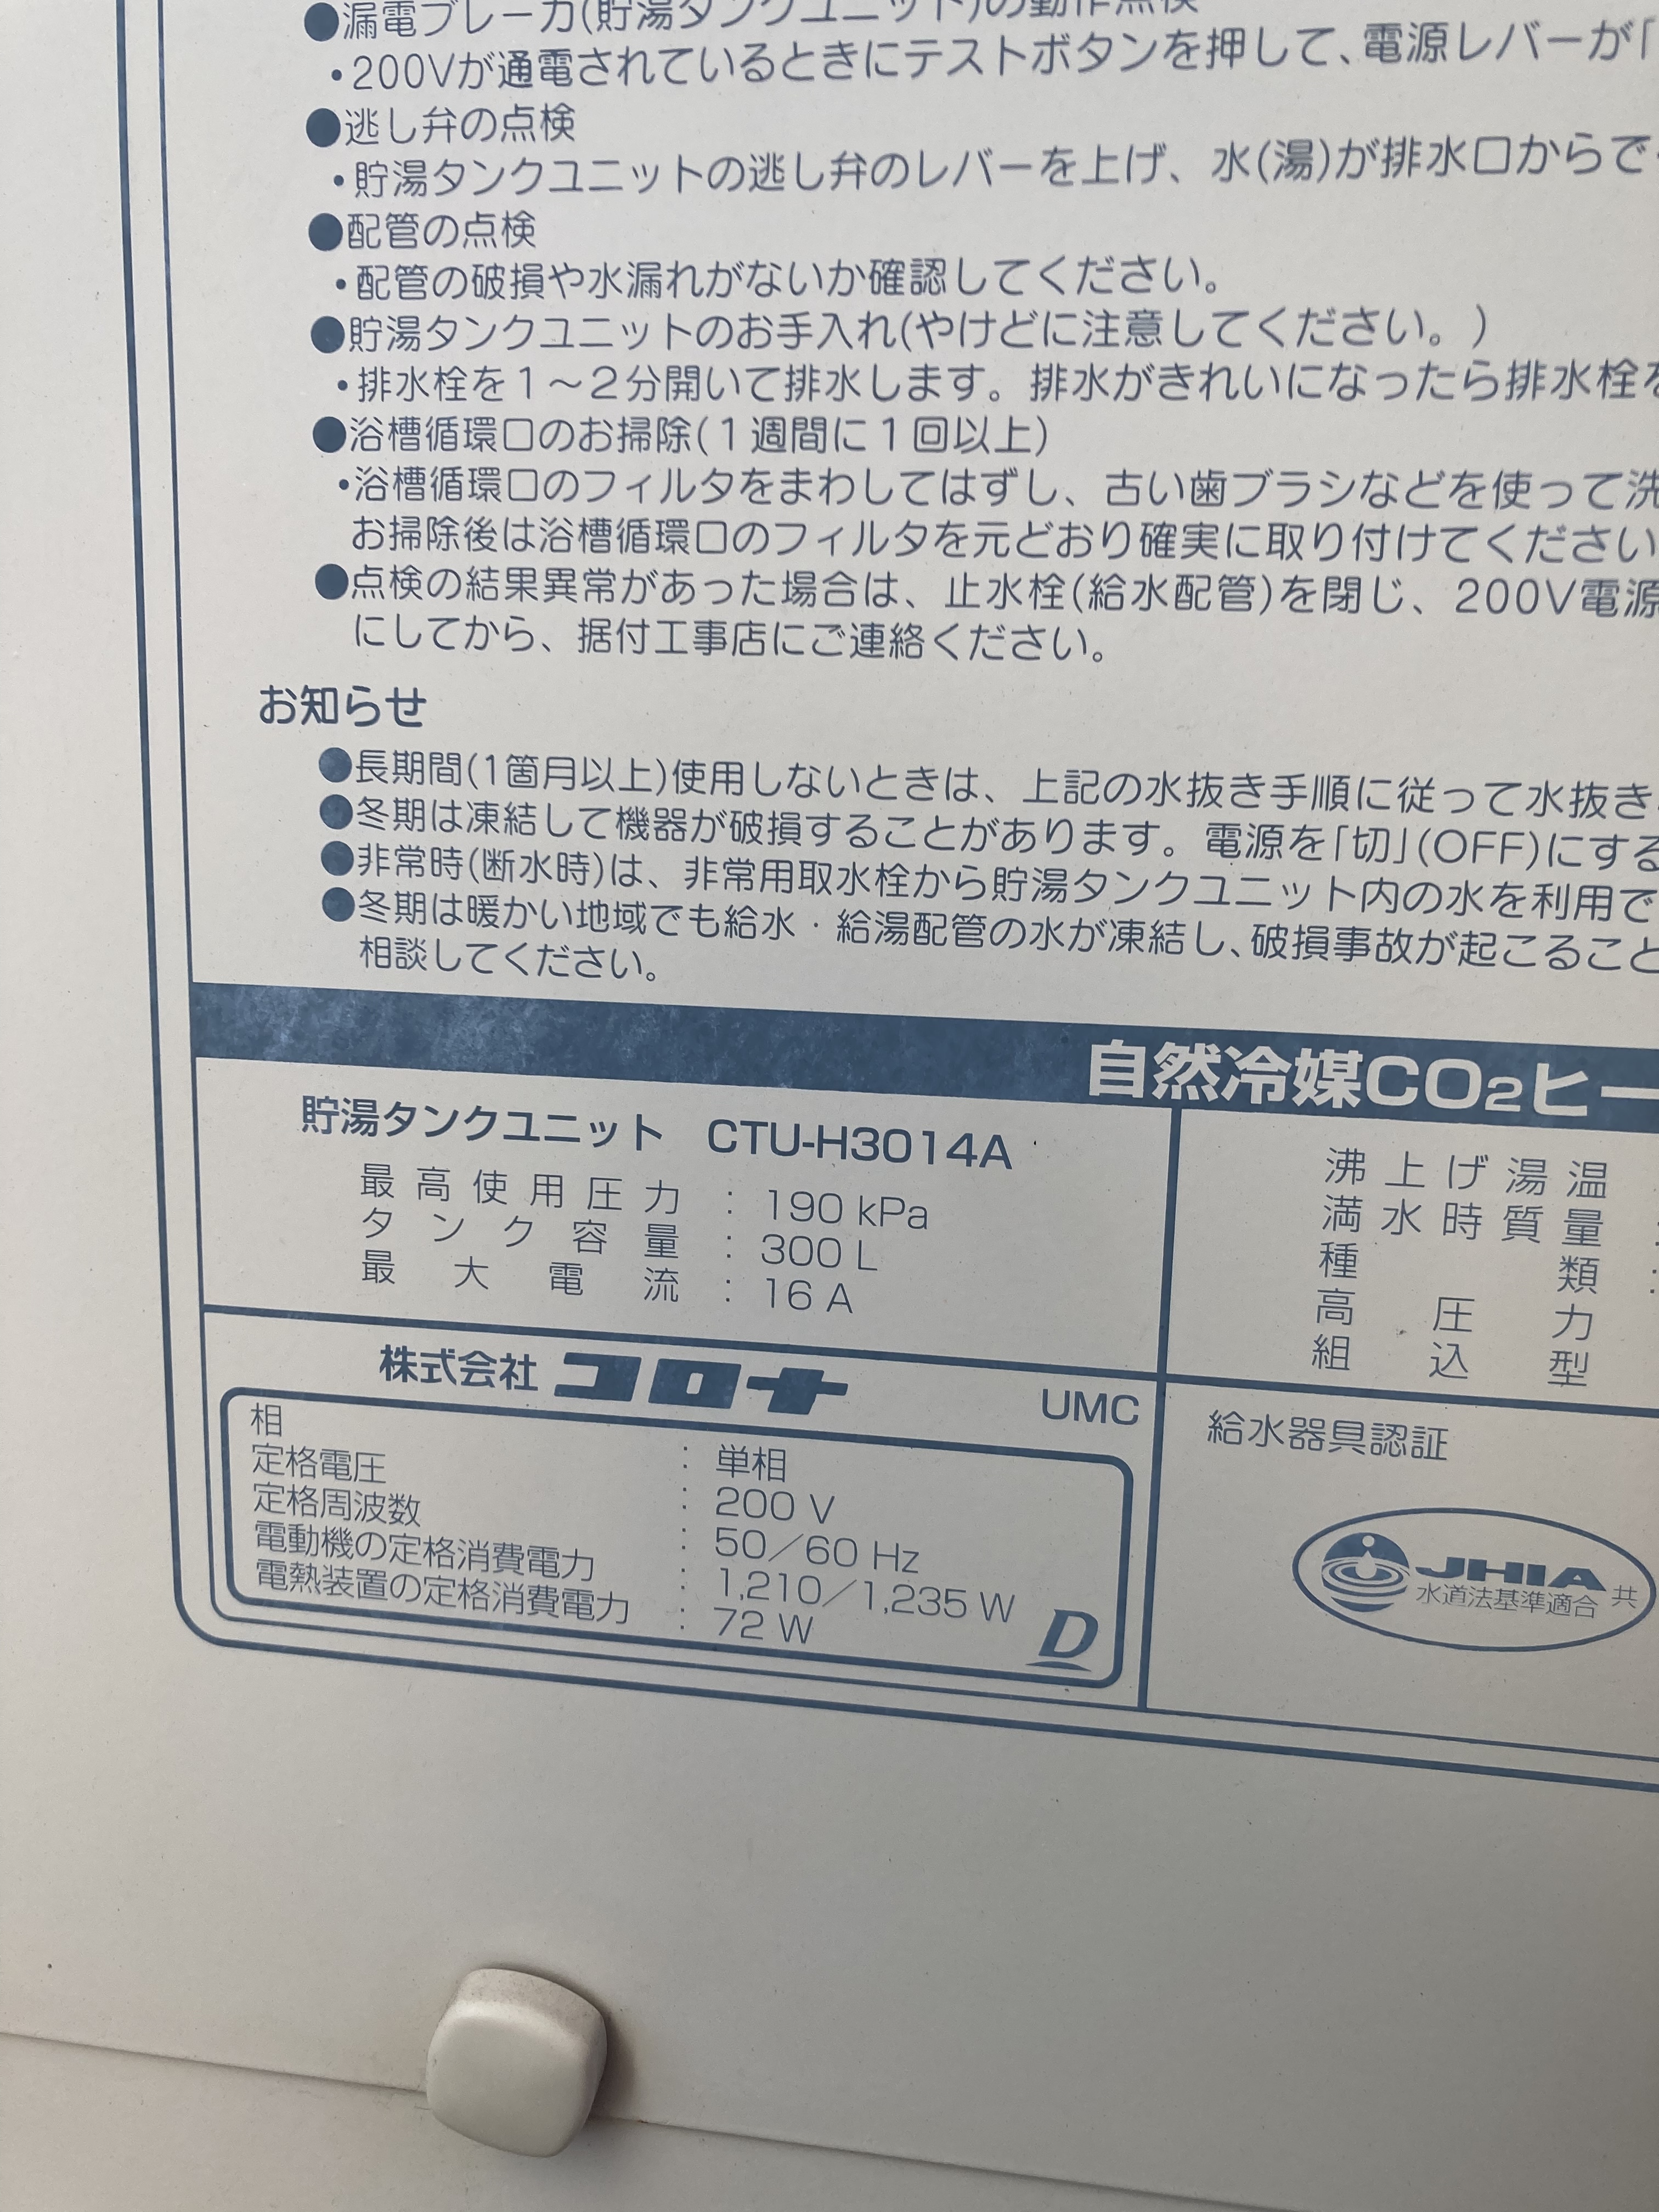 ●漏電ブレーカ(貯湯タンクユニット)の動作点検
・200Vが通電されているときにテストボタンを押して、電源レバーが「
●逃し弁の点検
・貯湯タンクユニットの逃し弁のレバーを上げ、水(湯)が排水口からで
●配管の点検
・配管の破損や水漏れがないか確認してください。
●貯湯タンクユニットのお手入れ(やけどに注意してください。)
・排水栓を1～2分開いて排水します。排水がきれいになったら排水栓を
●浴槽循環口のお掃除(1週間に1回以上)
・浴槽循環口のフィルタをまわしてはずし、古い歯ブラシなどを使って洗
お掃除後は浴槽循環口のフィルタを元どおり確実に取り付けてください
●点検の結果異常があった場合は、止水栓(給水配管)を閉じ、200V電源
にしてから、据付工事店にご連絡ください。
お知らせ
●長期間(1箇月以上)使用しないときは、上記の水抜き手順に従って水抜き
●冬期は凍結して機器が破損することがあります。電源を「切」(OFF)にする
●非常時(断水時)は、非常用取水栓から貯湯タンクユニット内の水を利用で
●冬期は暖かい地域でも給水・給湯配管の水が凍結し、破損事故が起こること
相談してください。
自然冷媒CO2ヒー
貯湯タンクユニット CTU-H3014A
最高使用圧力 : 190 kPa
タンク容量 : 300 L
最大電流 : 16 A
沸上げ湯温
満水時質量
種類
高圧力
組込型
株式会社 コロナ
UMC
相 : 単相
定格電圧 : 200 V
定格周波数 : 50/60 Hz
電動機の定格消費電力 : 1,210/1,235 W
電熱装置の定格消費電力 : 72 W
D
給水器具認証
JHIA
水道法基準適合 共